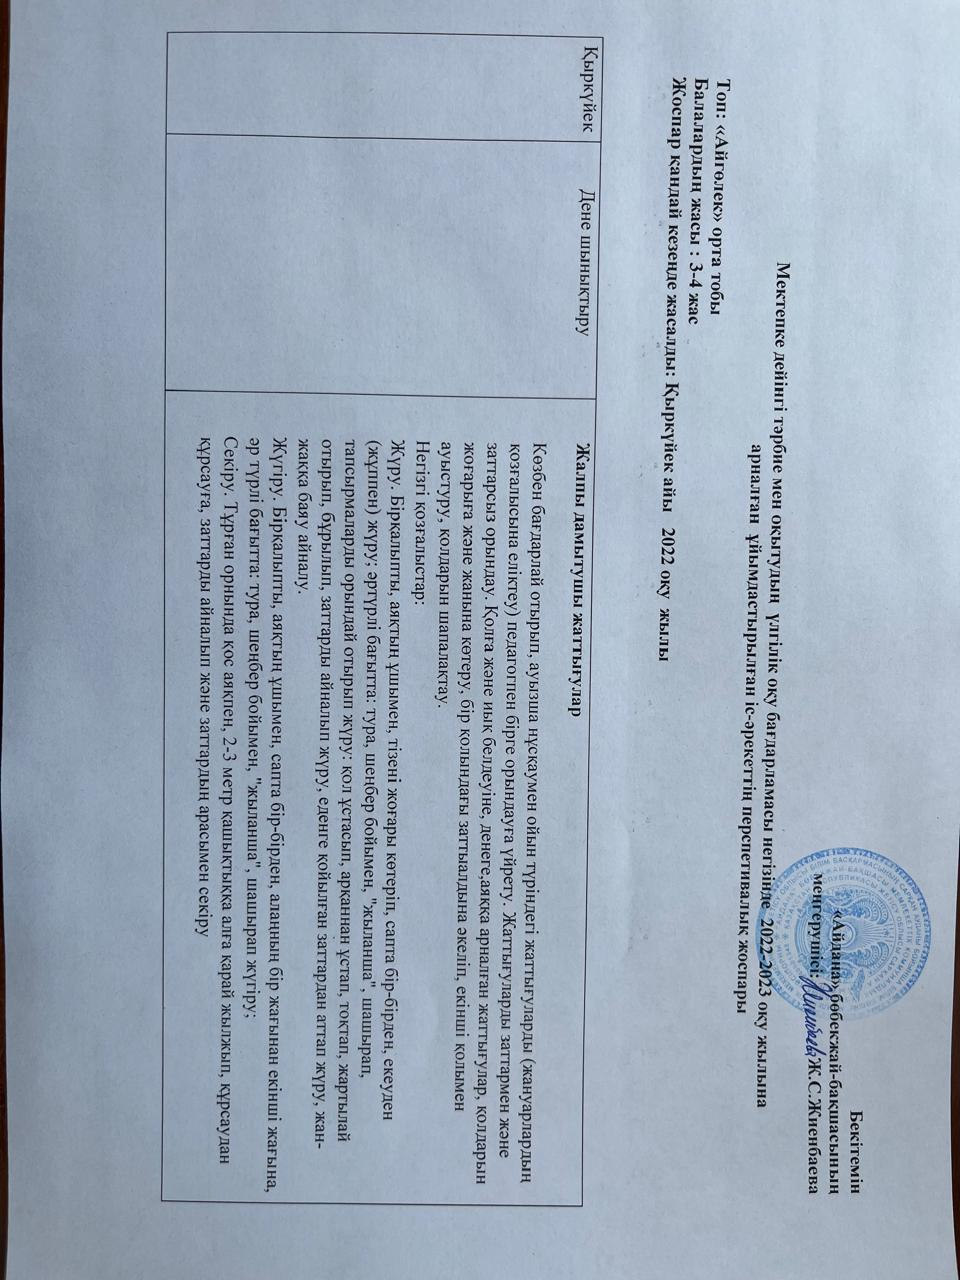 Бекітемін
«Айдана» бөбекжай-бақшасының
меңгерушісі: Ж.С.Жиенбаева
Мектепке дейінгі тәрбие мен оқытудың үлгілік оқу бағдарламасы негізінде 2022-2023 оқу жылына
арналған ұйымдастырылған іс-әрекеттің перспетивалық жоспары
Топ: «Айгөлек» орта тобы
Балалардың жасы : 3-4 жас
Жоспар қандай кезеңде жасалды: Қыркүйек айы 2022 оқу жылы
Қыркүйек
Дене шынықтыру
Жалпы дамытушы жаттығулар
Көзбен бағдарлай отырып, ауызша нұсқаумен ойын түріндегі жаттығуларды (жануарлардың
қозғалысына еліктеу) педагогпен бірге орындауға үйрету. Жаттығуларды заттармен және
заттарсыз орындау. Қолға және иық белдеуіне, денеге,аяққа арналған жаттығулар, қолдарын
жоғарыға және жанына көтеру, бір қолындағы заттыалдына әкеліп, екінші қолымен
ауыстуру, қолдарын шапалақтау.
Негізгі қозғалыстар:
Жүру. Бірқалыпты, аяқтың ұшымен, тізені жоғары көтеріп, сапта бір-бірден, екеуден
(жұппен) жүру; әртүрлі бағытта: тура, шеңбер бойымен, "жыланша", шашырап,
тапсырмаларды орындай отырып жүру: қол ұстасып, арқаннан ұстап, тоқтап, жартылай
отырып, бұрылып, заттарды айналып жүру, еденге қойылған заттардан аттап жүру, жан-
жаққа баяу айналу.
Жүгіру. Бірқалыпты, аяқтың ұшымен, сапта бір-бірден, алаңның бір жағынан екінші жағына,
әр түрлі бағытта: тура, шеңбер бойымен, "жыланша", шашырап жүгіру;
Секіру. Тұрған орнында қос аяқпен, 2-3 метр қашықтыққа алға қарай жылжып, құрсаудан
құрсауға, заттарды айналып және заттардың арасымен секіру